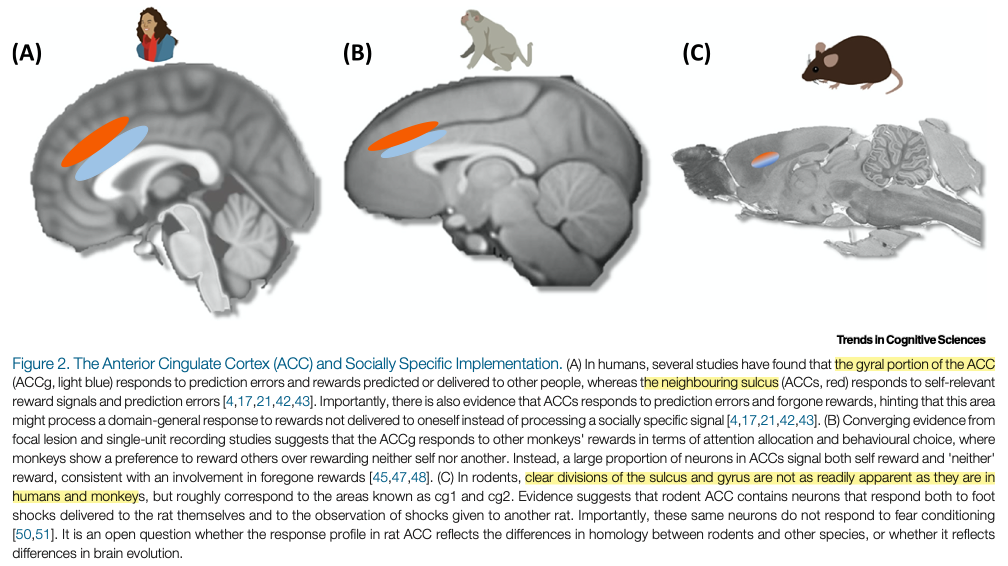 (A)
(B)
(C)
Trends in Cognitive Sciences
Figure 2. The Anterior Cingulate Cortex (ACC) and Socially Specific Implementation. (A) In humans, several studies have found that the gyral portion of the ACC
(ACCg, light blue) responds to prediction errors and rewards predicted or delivered to other people, whereas the neighbouring sulcus (ACCs, red) responds to self-relevant
reward signals and prediction errors [4,17,21,42,43]. Importantly, there is also evidence that ACCs responds to prediction errors and forgone rewards, hinting that this area
might process a domain-general response to rewards not delivered to oneself instead of processing a socially specific signal [4,17,21,42,43]. (B) Converging evidence from
focal lesion and single-unit recording studies suggests that the ACCg responds to other monkeys' rewards in terms of attention allocation and behavioural choice, where
monkeys show a preference to reward others over rewarding neither self nor another. Instead, a large proportion of neurons in ACCs signal both self reward and 'neither'
reward, consistent with an involvement in foregone rewards [45,47,48]. (C) In rodents, clear divisions of the sulcus and gyrus are not as readily apparent as they are in
humans and monkeys, but roughly correspond to the areas known as cg1 and cg2. Evidence suggests that rodent ACC contains neurons that respond both to foot
shocks delivered to the rat themselves and to the observation of shocks given to another rat. Importantly, these same neurons do not respond to fear conditioning
[50,51]. It is an open question whether the response profile in rat ACC reflects the differences in homology between rodents and other species, or whether it reflects
differences in brain evolution.